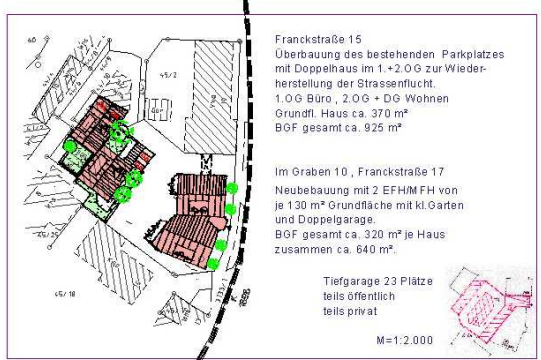 Franckstraße 15
Überbauung des bestehenden Parkplatzes
mit Doppelhaus im 1.+2.OG zur Wieder-
herstellung der Strassenflucht.
1.OG Büro , 2.OG + DG Wohnen
Grundfl. Haus ca. 370 m²
BGF gesamt ca. 925 m²
Im Graben 10 , Franckstraße 17
Neubebauung mit 2 EFH/MFH von
je 130 m² Grundfläche mit kl.Garten
und Doppelgarage.
BGF gesamt ca. 320 m² je Haus
zusammen ca. 640 m².
Tiefgarage 23 Plätze
teils öffentlich
teils privat
M=1:2.000
45/2
45/25
45/18